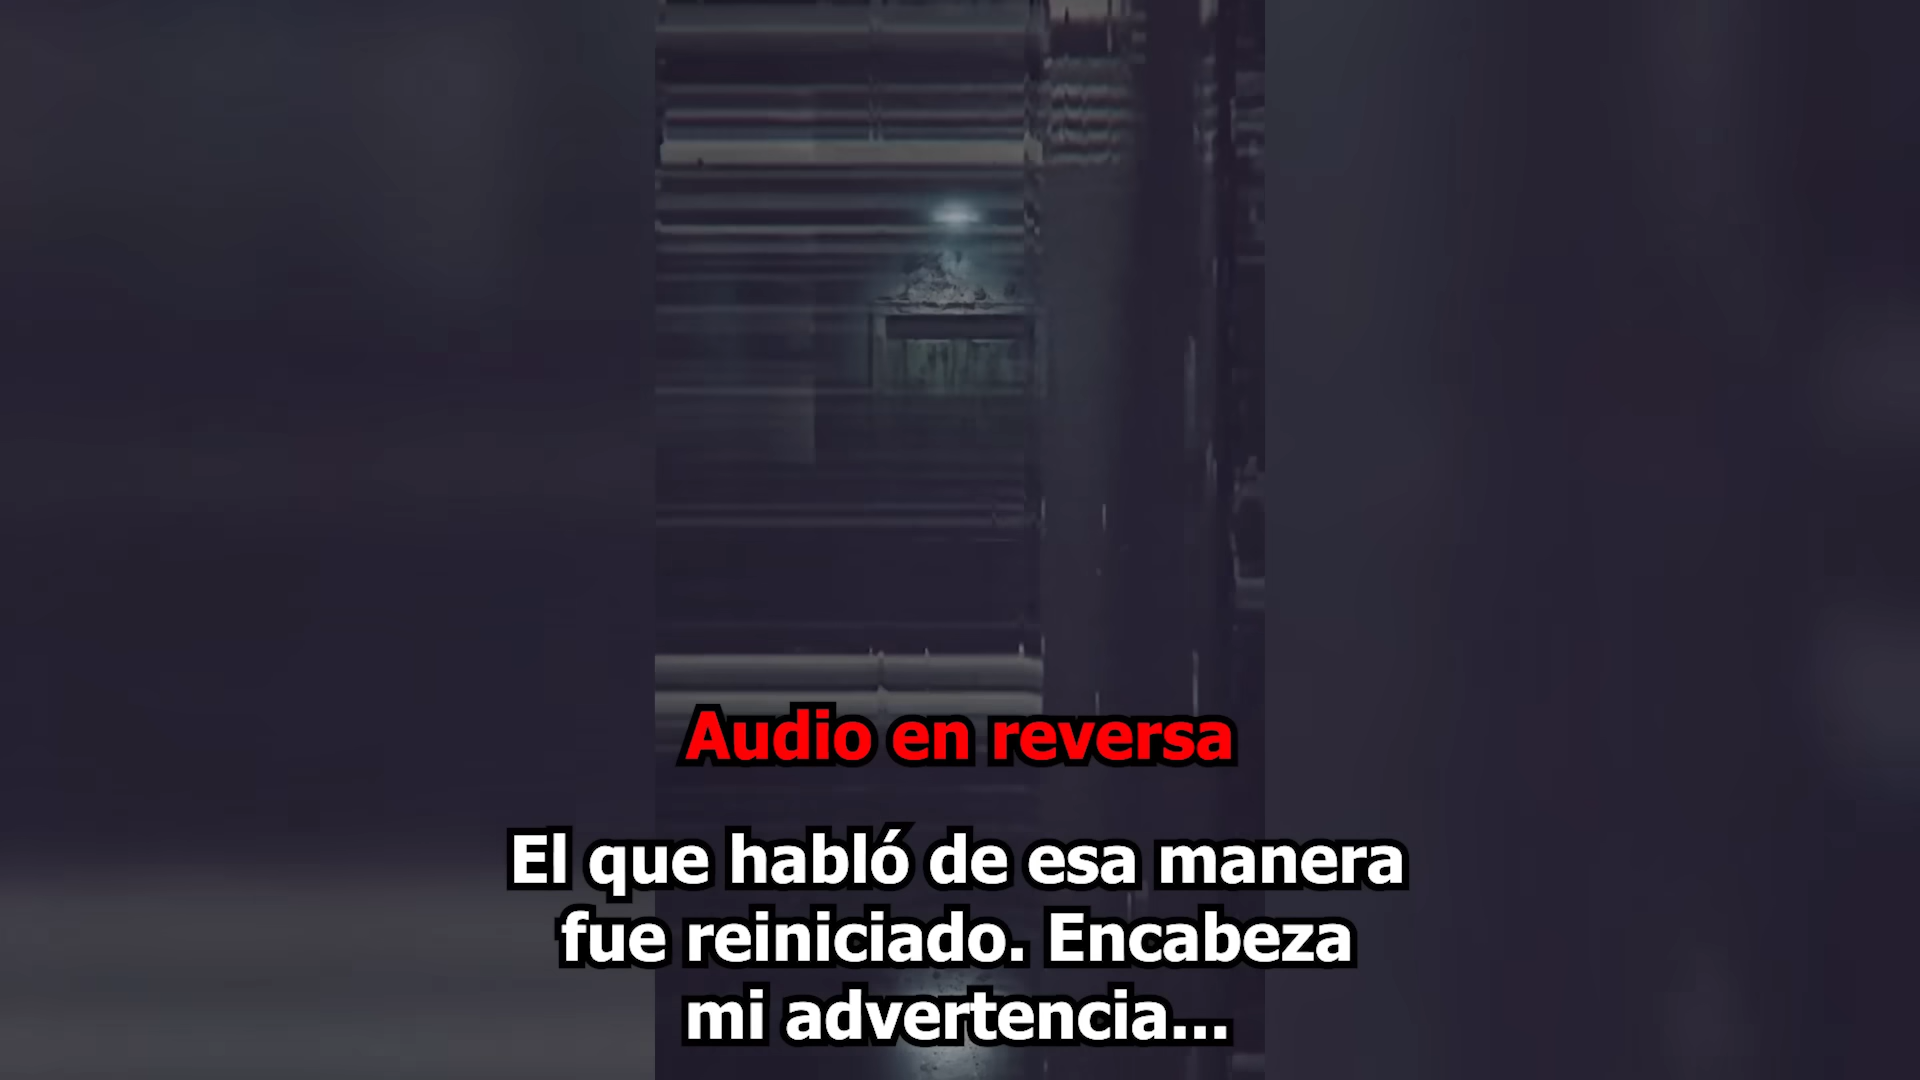 Audio en reversa
El que habló de esa manera
fue reiniciado. Encabeza
mi advertencia...